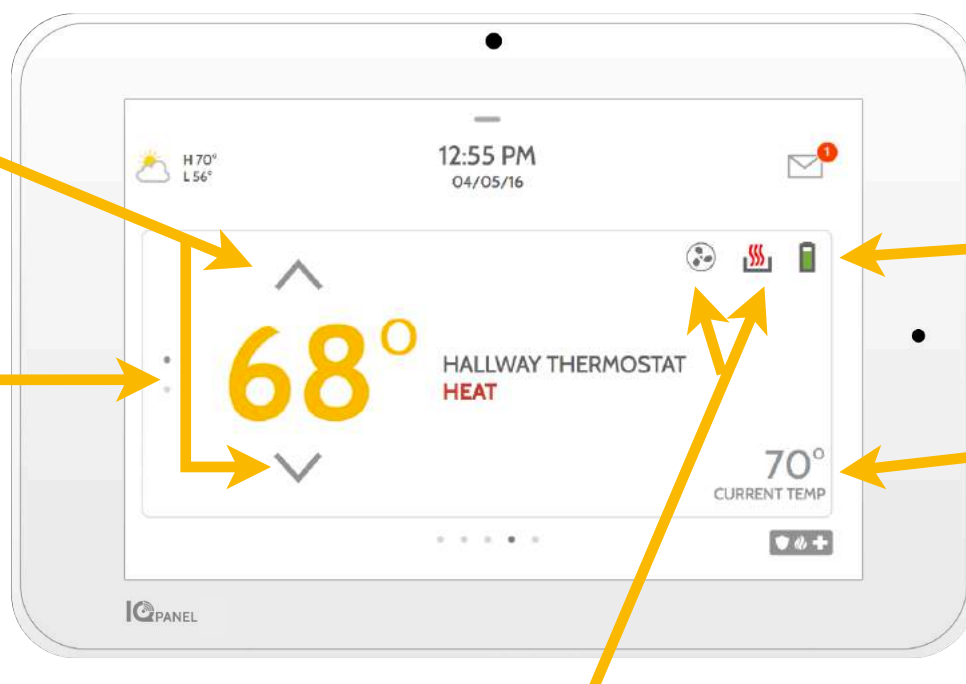 H 70°
L 56°
12:55 PM
04/05/16
1
68°
HALLWAY THERMOSTAT
HEAT
70°
CURRENT TEMP
IQ PANEL